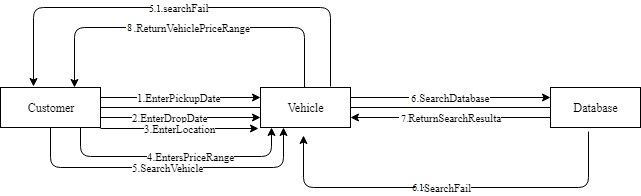 5.1.searchFail
8.ReturnVehiclePriceRange
Customer
1.EnterPickupDate
2.EnterDropDate
3.EnterLocation
Vehicle
6.SearchDatabase
7.ReturnSearchResulta
Database
4.EntersPriceRange
5.SearchVehicle
6.1SearchFail